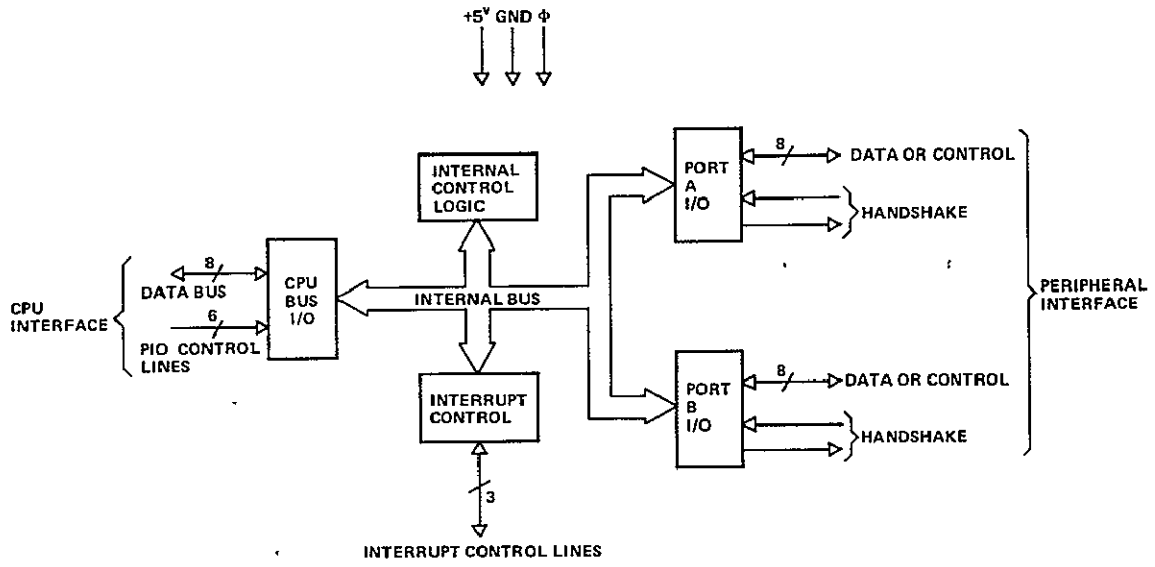 +5v GND Φ
INTERNAL
CONTROL
LOGIC
PORT
A
I/O
8
DATA OR CONTROL
HANDSHAKE
CPU
INTERFACE
8
DATA BUS
6
PIO CONTROL
LINES
CPU
BUS
I/O
INTERNAL BUS
PERIPHERAL
INTERFACE
INTERRUPT
CONTROL
PORT
B
I/O
8
DATA OR CONTROL
HANDSHAKE
3
INTERRUPT CONTROL LINES